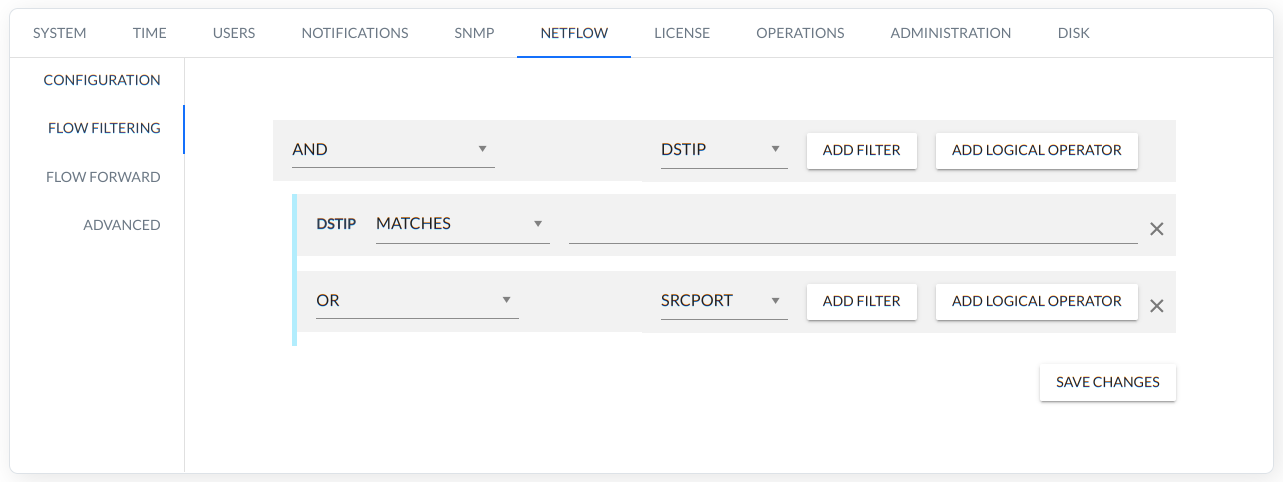 SYSTEM TIME USERS NOTIFICATIONS SNMP NETFLOW LICENSE OPERATIONS ADMINISTRATION DISK
CONFIGURATION
FLOW FILTERING
FLOW FORWARD
ADVANCED
AND DSTIP ADD FILTER ADD LOGICAL OPERATOR
DSTIP MATCHES
OR SRCPORT ADD FILTER ADD LOGICAL OPERATOR
SAVE CHANGES